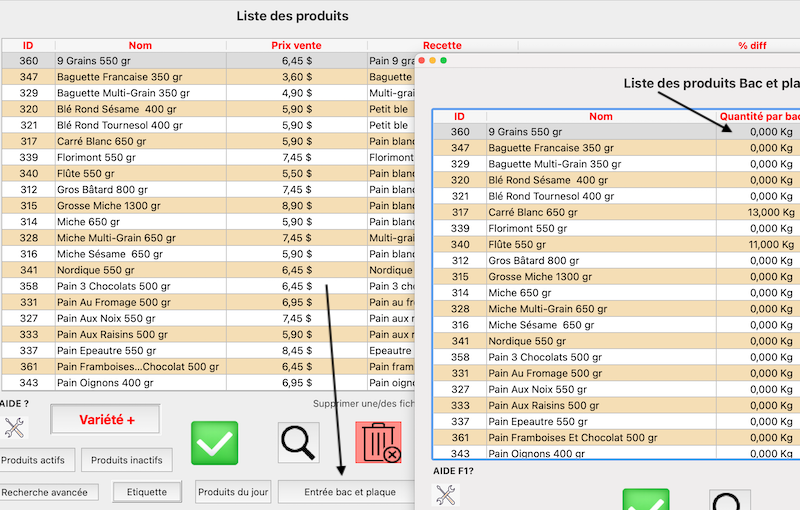 Liste des produits
ID Nom Prix vente Recette % diff
360 9 Grains 550 gr 6,45 $ Pain 9 gra
347 Baguette Francaise 350 gr 3,60 $ Baguette
329 Baguette Multi-Grain 350 gr 4,90 $ Multi-grai
320 Blé Rond Sésame 400 gr 5,90 $ Petit ble
321 Blé Rond Tournesol 400 gr 5,90 $ Petit ble
317 Carré Blanc 650 gr 5,90 $ Pain blanc
339 Florimont 550 gr 7,45 $ Florimont
340 Flûte 550 gr 5,50 $ Pain blanc
312 Gros Bâtard 800 gr 7,45 $ Pain blanc
315 Grosse Miche 1300 gr 8,90 $ Pain blanc
314 Miche 650 gr 5,90 $ Pain blanc
328 Miche Multi-Grain 650 gr 7,45 $ Multi-grai
316 Miche Sésame 650 gr 5,90 $ Pain blanc
341 Nordique 550 gr 6,45 $ Nordique
358 Pain 3 Chocolats 500 gr 6,45 $ Pain 3 ch
331 Pain Au Fromage 500 gr 6,95 $ Pain au fr
327 Pain Aux Noix 550 gr 7,45 $ Pain aux n
333 Pain Aux Raisins 500 gr 5,90 $ Pain aux r
337 Pain Epeautre 550 gr 8,45 $ Epeautre
361 Pain Framboises...Chocolat 500 gr 6,45 $ Pain fram
343 Pain Oignons 400 gr 6,95 $ Pain oigno
AIDE ?
Supprimer une/des fich
Variété +
Produits actifs
Produits inactifs
Recherche avancée
Etiquette
Produits du jour
Entrée bac et plaque
Liste des produits Bac et pla
ID Nom Quantité par bac
360 9 Grains 550 gr 0,000 Kg
347 Baguette Francaise 350 gr 0,000 Kg
329 Baguette Multi-Grain 350 gr 0,000 Kg
320 Blé Rond Sésame 400 gr 0,000 Kg
321 Blé Rond Tournesol 400 gr 0,000 Kg
317 Carré Blanc 650 gr 13,000 Kg
339 Florimont 550 gr 0,000 Kg
340 Flûte 550 gr 11,000 Kg
312 Gros Bâtard 800 gr 0,000 Kg
315 Grosse Miche 1300 gr 0,000 Kg
314 Miche 650 gr 0,000 Kg
328 Miche Multi-Grain 650 gr 0,000 Kg
316 Miche Sésame 650 gr 0,000 Kg
341 Nordique 550 gr 0,000 Kg
358 Pain 3 Chocolats 500 gr 0,000 Kg
331 Pain Au Fromage 500 gr 0,000 Kg
327 Pain Aux Noix 550 gr 0,000 Kg
333 Pain Aux Raisins 500 gr 0,000 Kg
337 Pain Epeautre 550 gr 0,000 Kg
361 Pain Framboises Et Chocolat 500 gr 0,000 Kg
343 Pain Oignons 400 gr 0,000 Kg
AIDE F1?